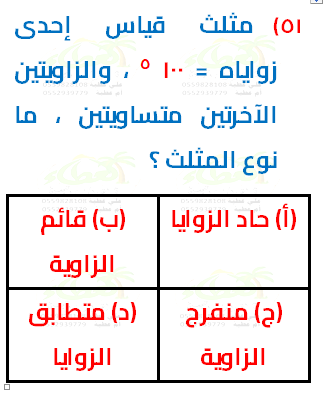 ٥١) مثلث قياس إحدى
زواياه = ١٠٠ ° ، والزاويتين
الآخرتين متساويتين ، ما
نوع المثلث ؟
(أ) حاد الزوايا
(ب) قائم
الزاوية
(ج) منفرج
الزاوية
(د) متطابق
الزوايا